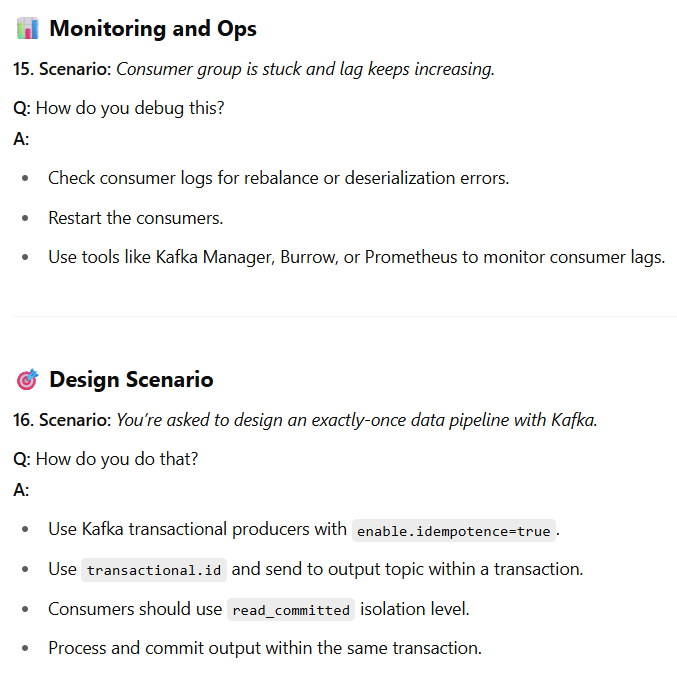 📊 Monitoring and Ops
15. Scenario: Consumer group is stuck and lag keeps increasing.
Q: How do you debug this?
A:
• Check consumer logs for rebalance or deserialization errors.
• Restart the consumers.
• Use tools like Kafka Manager, Burrow, or Prometheus to monitor consumer lags.
🎯 Design Scenario
16. Scenario: You’re asked to design an exactly-once data pipeline with Kafka.
Q: How do you do that?
A:
• Use Kafka transactional producers with enable.idempotence=true.
• Use transactional.id and send to output topic within a transaction.
• Consumers should use read_committed isolation level.
• Process and commit output within the same transaction.